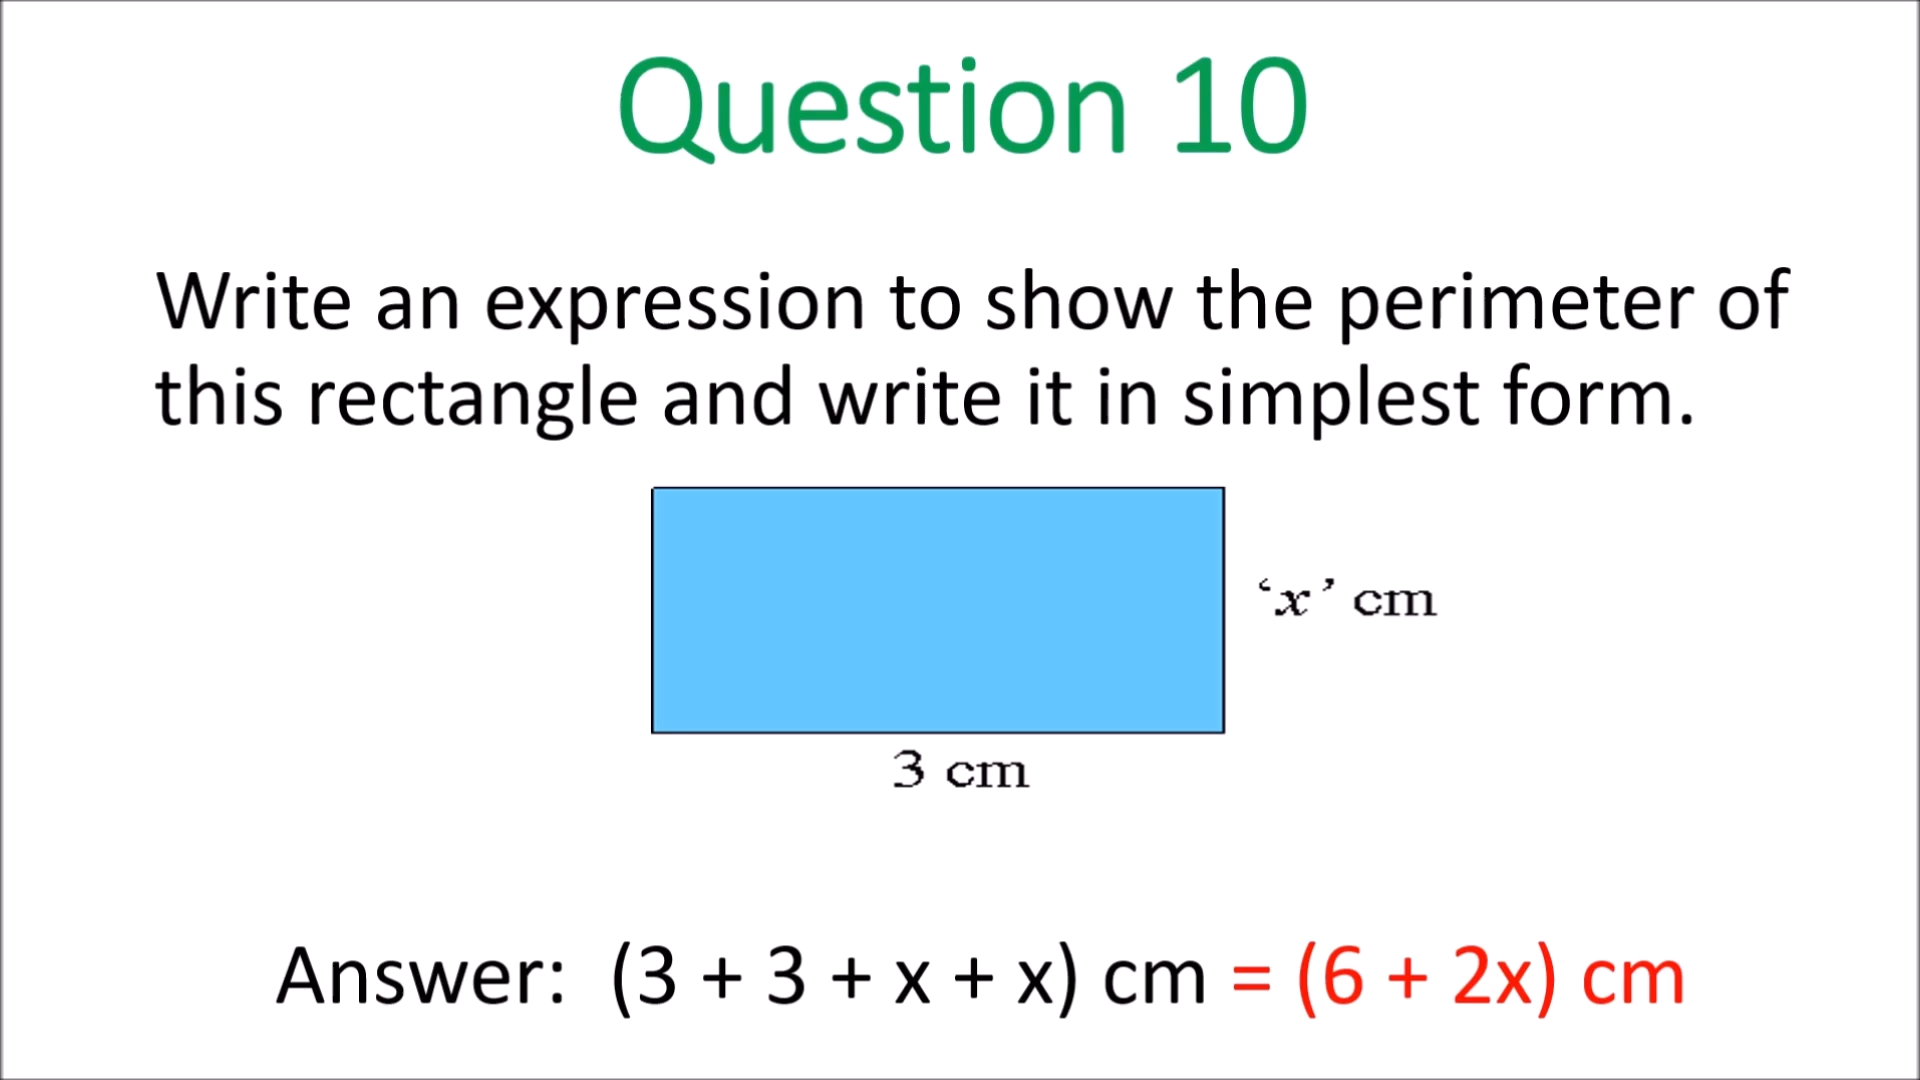 Question 10
Write an expression to show the perimeter of
this rectangle and write it in simplest form.
‘x’ cm
3 cm
Answer: (3 + 3 + x + x) cm = (6 + 2x) cm